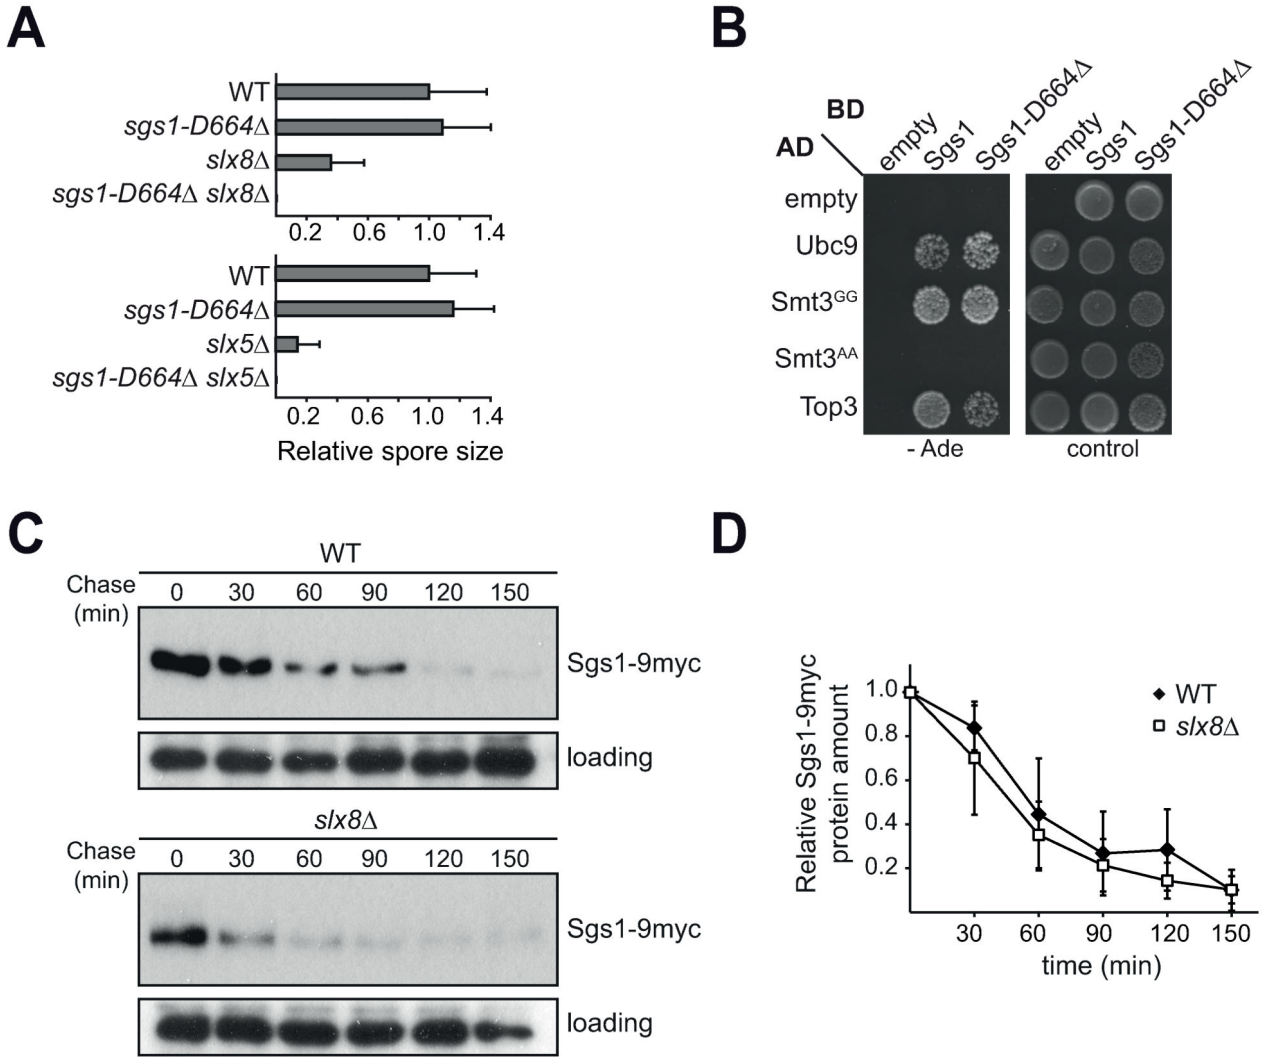 A
WT
sgs1-D664Δ
slx8Δ
sgs1-D664Δ slx8Δ
0.2 0.6 1.0 1.4
WT
sgs1-D664Δ
slx5Δ
sgs1-D664Δ slx5Δ
0.2 0.6 1.0 1.4
Relative spore size
B
BD
AD
empty Sgs1 Sgs1-D664Δ
empty Sgs1 Sgs1-D664Δ
empty
Ubc9
Smt3GG
Smt3AA
Top3
- Ade
control
C
WT
Chase (min)
0 30 60 90 120 150
Sgs1-9myc
loading
slx8Δ
Chase (min)
0 30 60 90 120 150
Sgs1-9myc
loading
D
Relative Sgs1-9myc
protein amount
1.0
0.8
0.6
0.4
0.2
WT
slx8Δ
30 60 90 120 150
time (min)